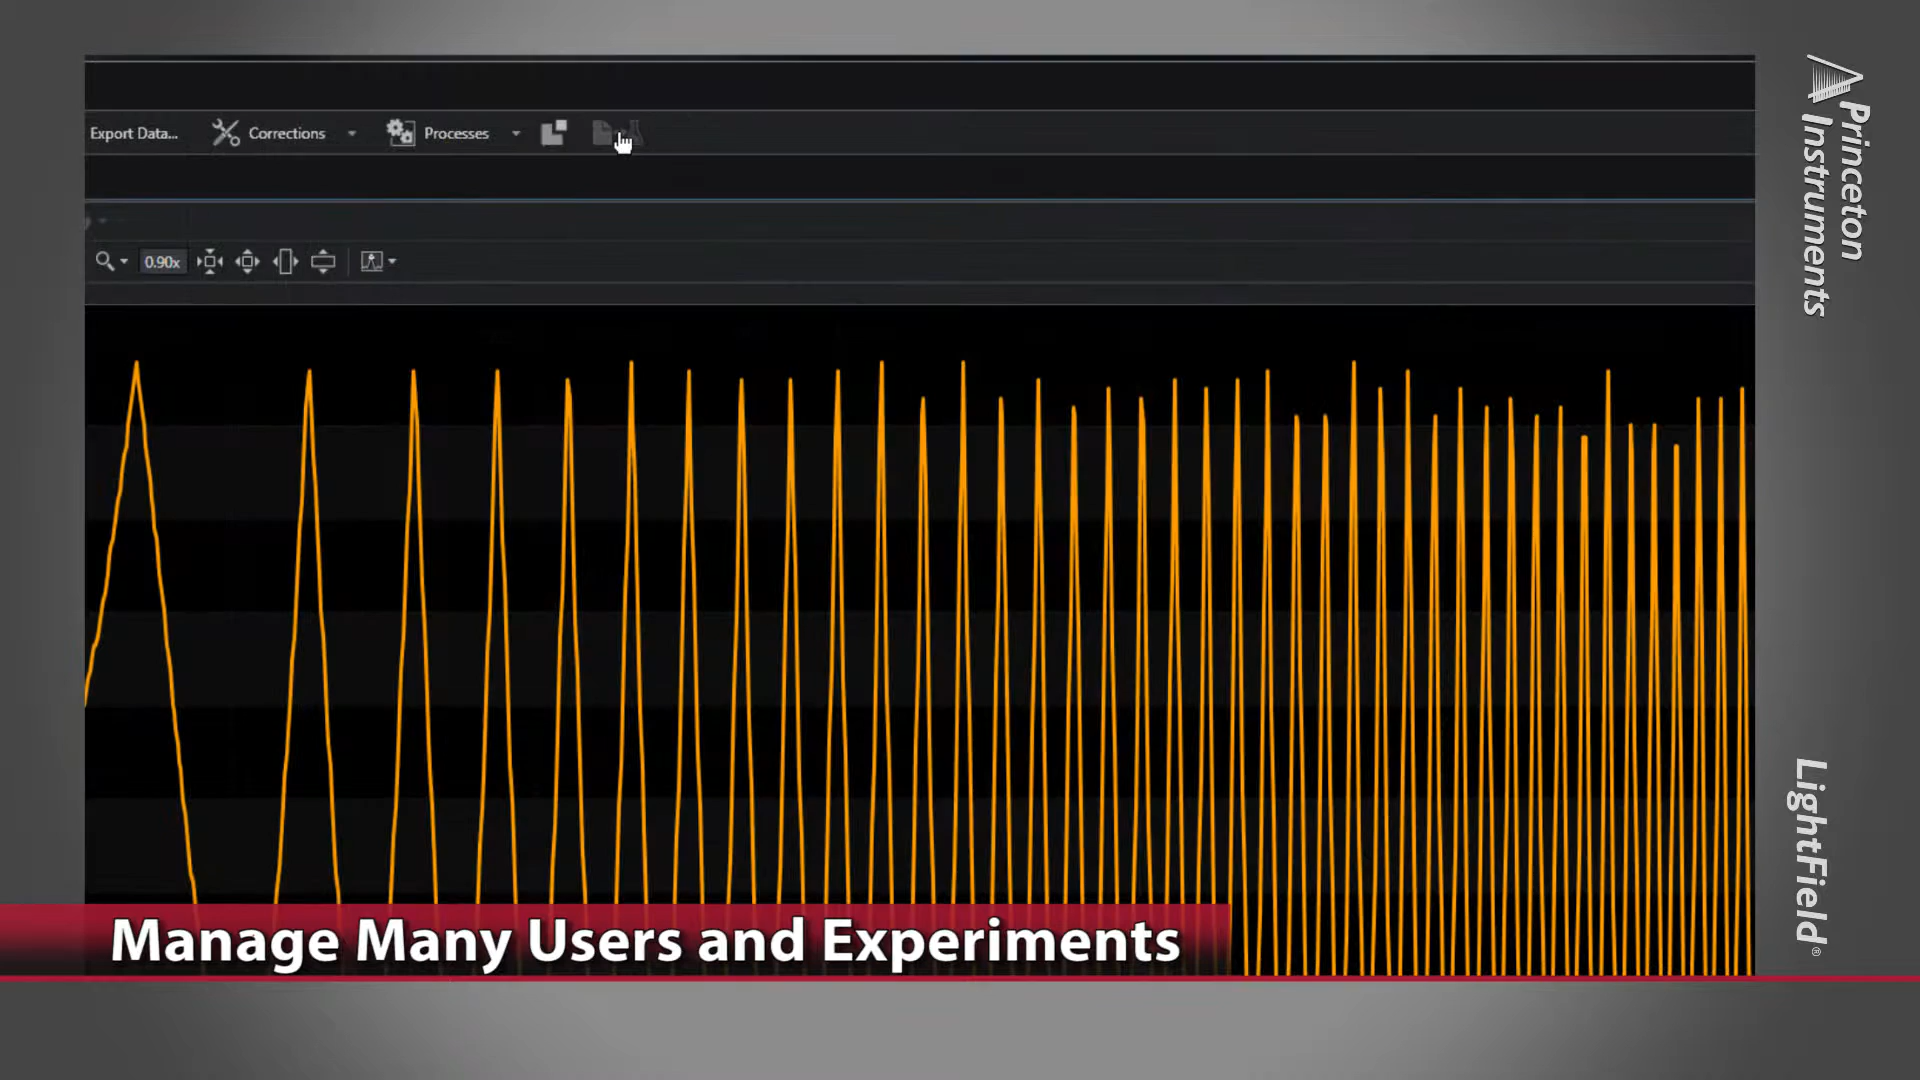 Export Data...
Corrections
Processes
0.90x
Princeton
Instruments
LightField®
Manage Many Users and Experiments